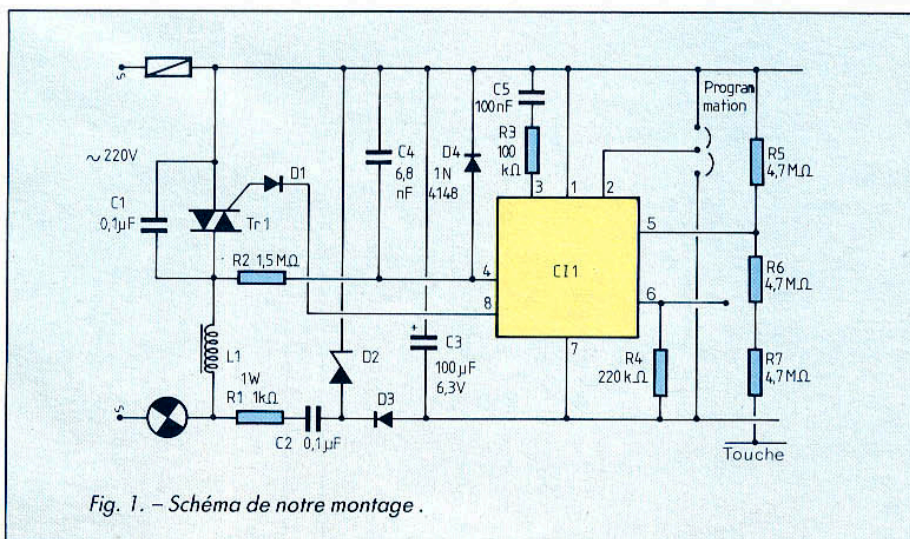 Program
mation
C5
100nF
R3
100
kΩ
C4
6,8
nF
D4
1N
4148
R5
4,7MΩ
~ 220V
D1
3
1
2
C1
0,1µF
Tr1
5
R2 1,5MΩ
4
CI1
R6
4,7MΩ
8
6
L1
D2
+
C3
100µF
6,3V
7
R4
220kΩ
R7
4,7MΩ
1W
R1 1kΩ
D3
C2
0,1µF
Touche
Fig. 1. – Schéma de notre montage .